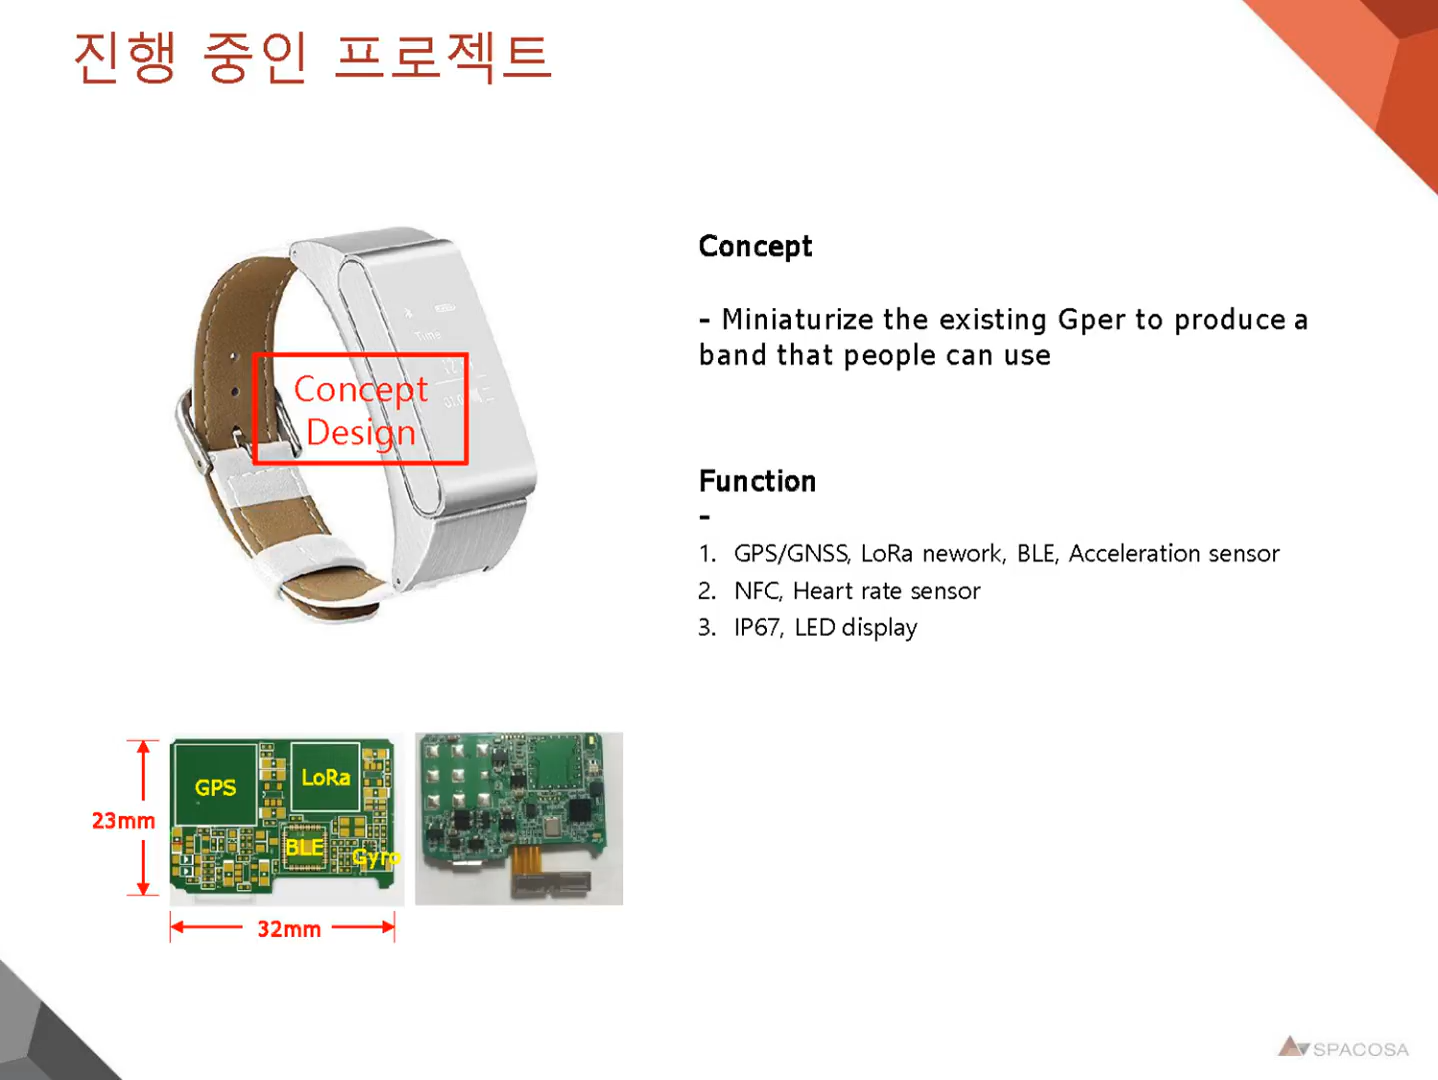 진행 중인 프로젝트
Concept
- Miniaturize the existing Gper to produce a
band that people can use
Time
Concept
Design
Function
-
1. GPS/GNSS, LoRa nework, BLE, Acceleration sensor
2. NFC, Heart rate sensor
3. IP67, LED display
GPS
LoRa
23mm
BLE
Gyro
32mm
SPACOSA